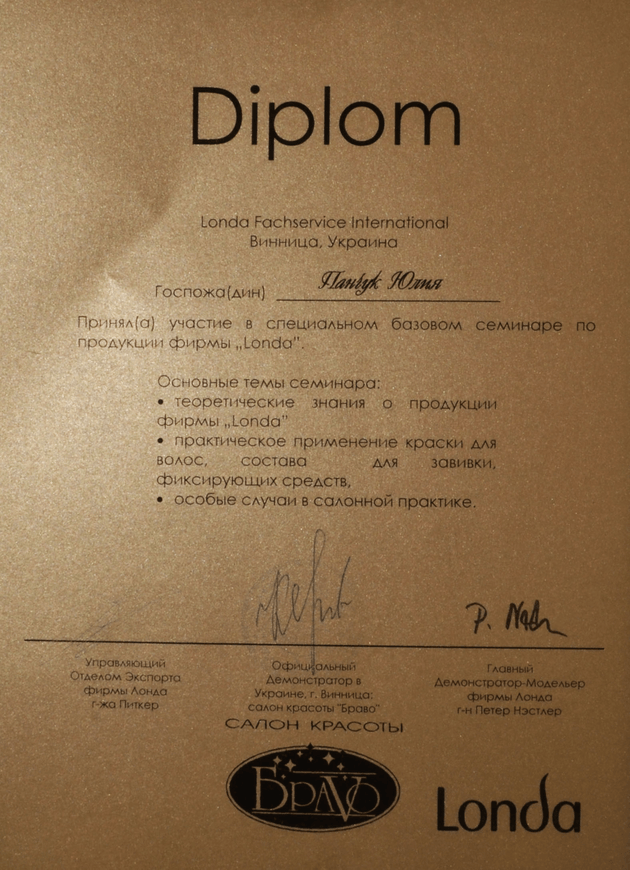 Diplom
Londa Fachservice International
Винница, Украина
Госпожа(дин) Панчук Юлия
Принял(а) участие в специальном базовом семинаре по
продукции фирмы „Londa".
Основные темы семинара:
• теоретические знания о продукции
фирмы „Londa"
• практическое применение краски для
волос, состава для завивки,
фиксирующих средств,
• особые случаи в салонной практике.
Управляющий
Отделом Экспорта
фирмы Лонда
г-жа Питкер
Официальный
Демонстратор в
Украине, г. Винница:
салон красоты "Браво"
Главный
Демонстратор-Модельер
фирмы Лонда
г-н Петер Нэстлер
САЛОН КРАСОТЫ
БРАVО
Londa